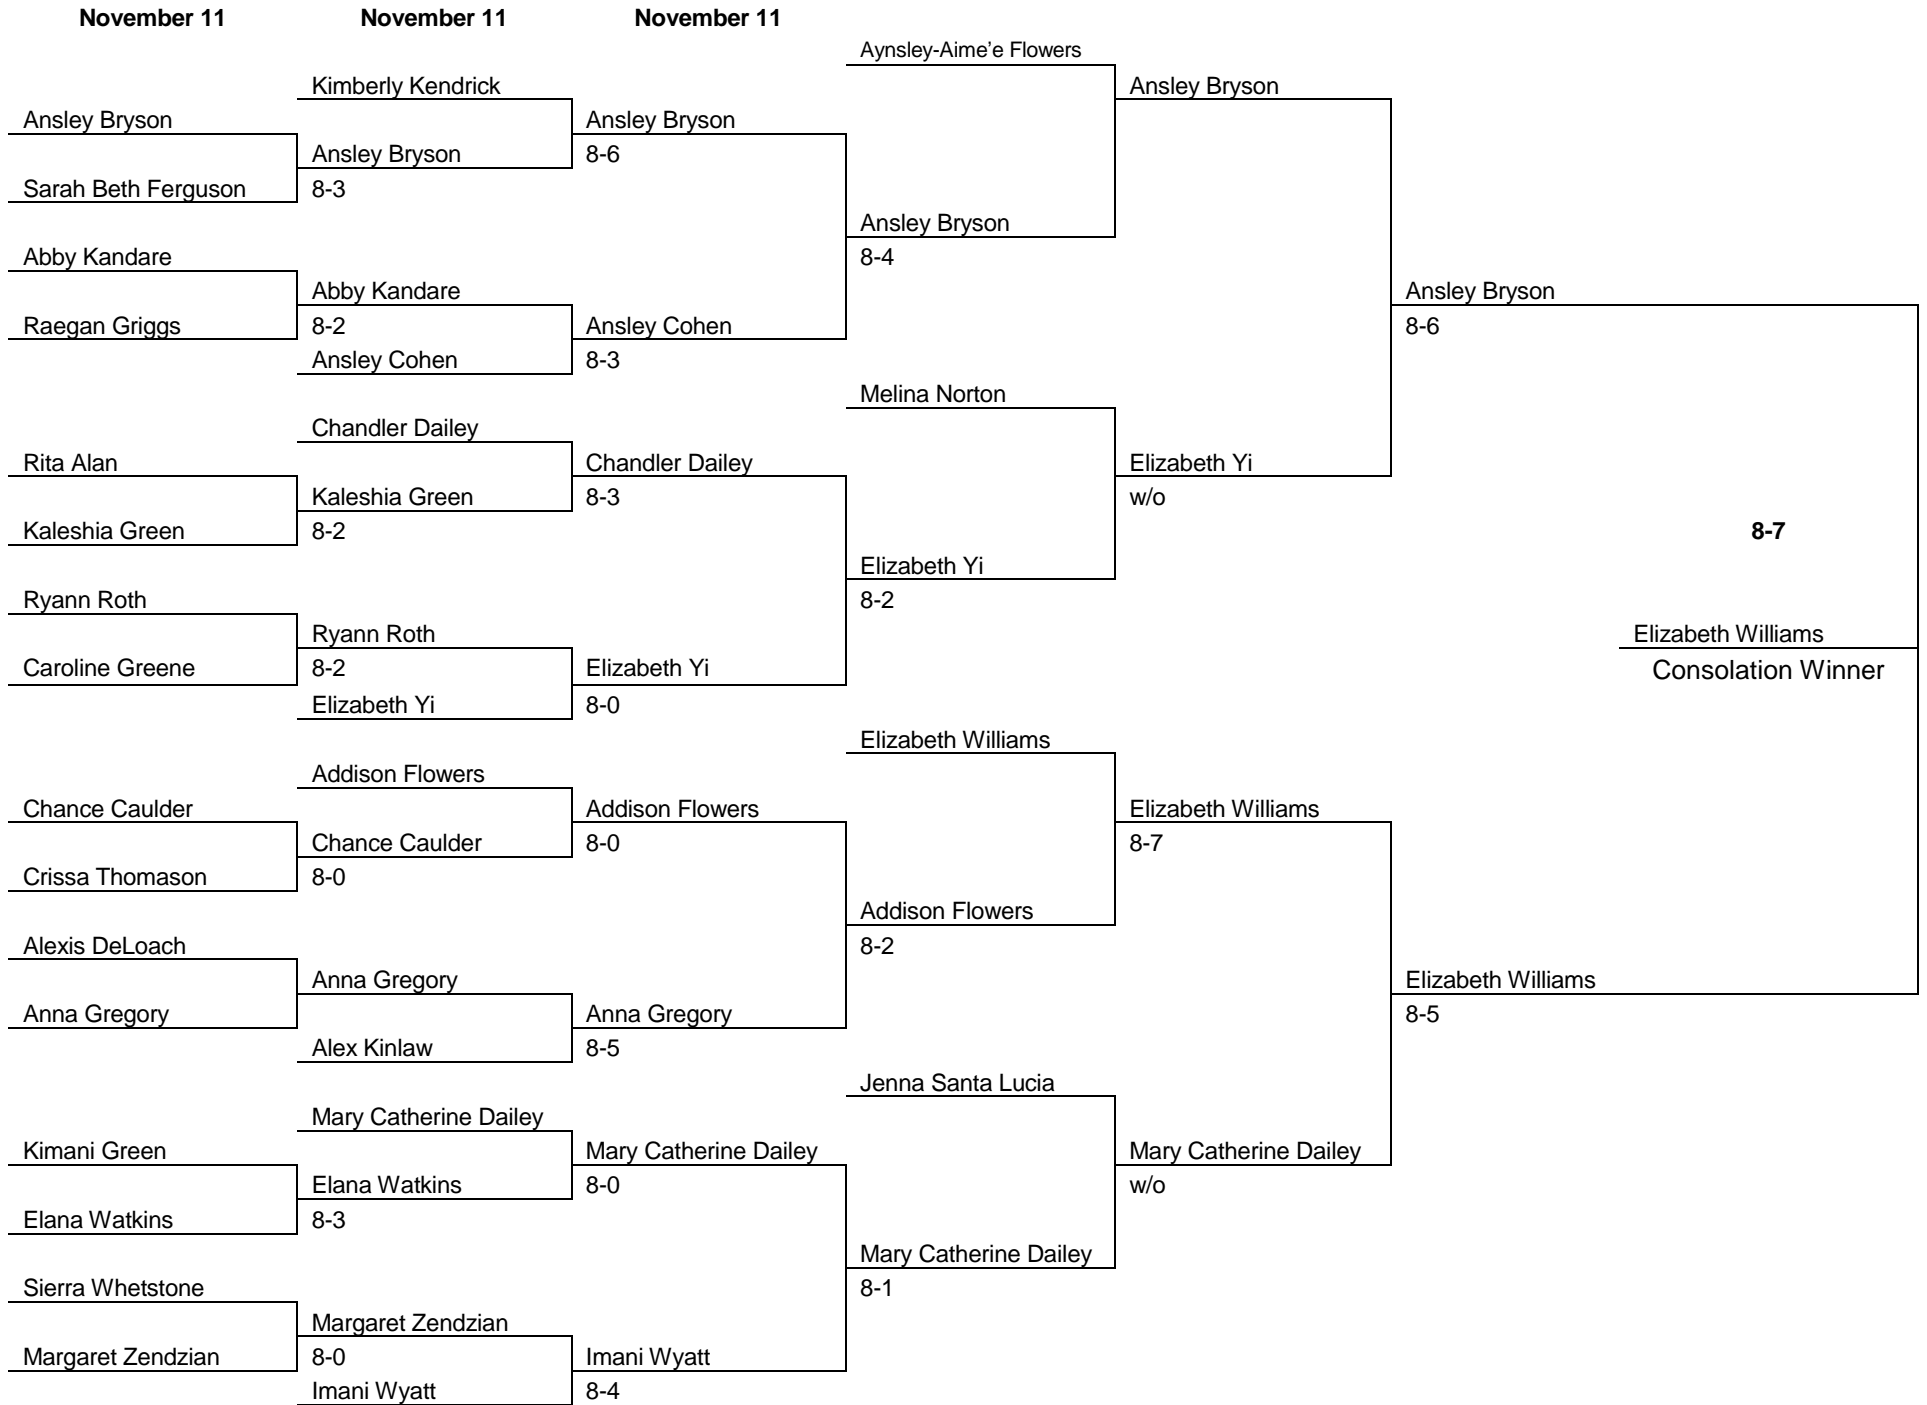 November 11 November 11 November 11
Aynsley-Aime’e Flowers
Kimberly Kendrick Ansley Bryson
Ansley Bryson Ansley Bryson
Ansley Bryson 8-6
Sarah Beth Ferguson 8-3
Ansley Bryson
Abby Kandare 8-4
Abby Kandare Ansley Bryson
Raegan Griggs 8-2 Ansley Cohen 8-6
Ansley Cohen 8-3
Melina Norton
Chandler Dailey
Rita Alan Chandler Dailey Elizabeth Yi
Kaleshia Green 8-3 w/o
Kaleshia Green 8-2 8-7
Elizabeth Yi
Ryann Roth 8-2
Ryann Roth Elizabeth Williams
Caroline Greene 8-2 Elizabeth Yi Consolation Winner
Elizabeth Yi 8-0
Elizabeth Williams
Addison Flowers
Chance Caulder Addison Flowers Elizabeth Williams
Chance Caulder 8-0 8-7
Crissa Thomason 8-0
Addison Flowers
Alexis DeLoach 8-2
Anna Gregory Elizabeth Williams
Anna Gregory Anna Gregory 8-5
Alex Kinlaw 8-5
Jenna Santa Lucia
Mary Catherine Dailey
Kimani Green Mary Catherine Dailey Mary Catherine Dailey
Elana Watkins 8-0 w/o
Elana Watkins 8-3
Mary Catherine Dailey
Sierra Whetstone 8-1
Margaret Zendzian
Margaret Zendzian 8-0 Imani Wyatt
Imani Wyatt 8-4